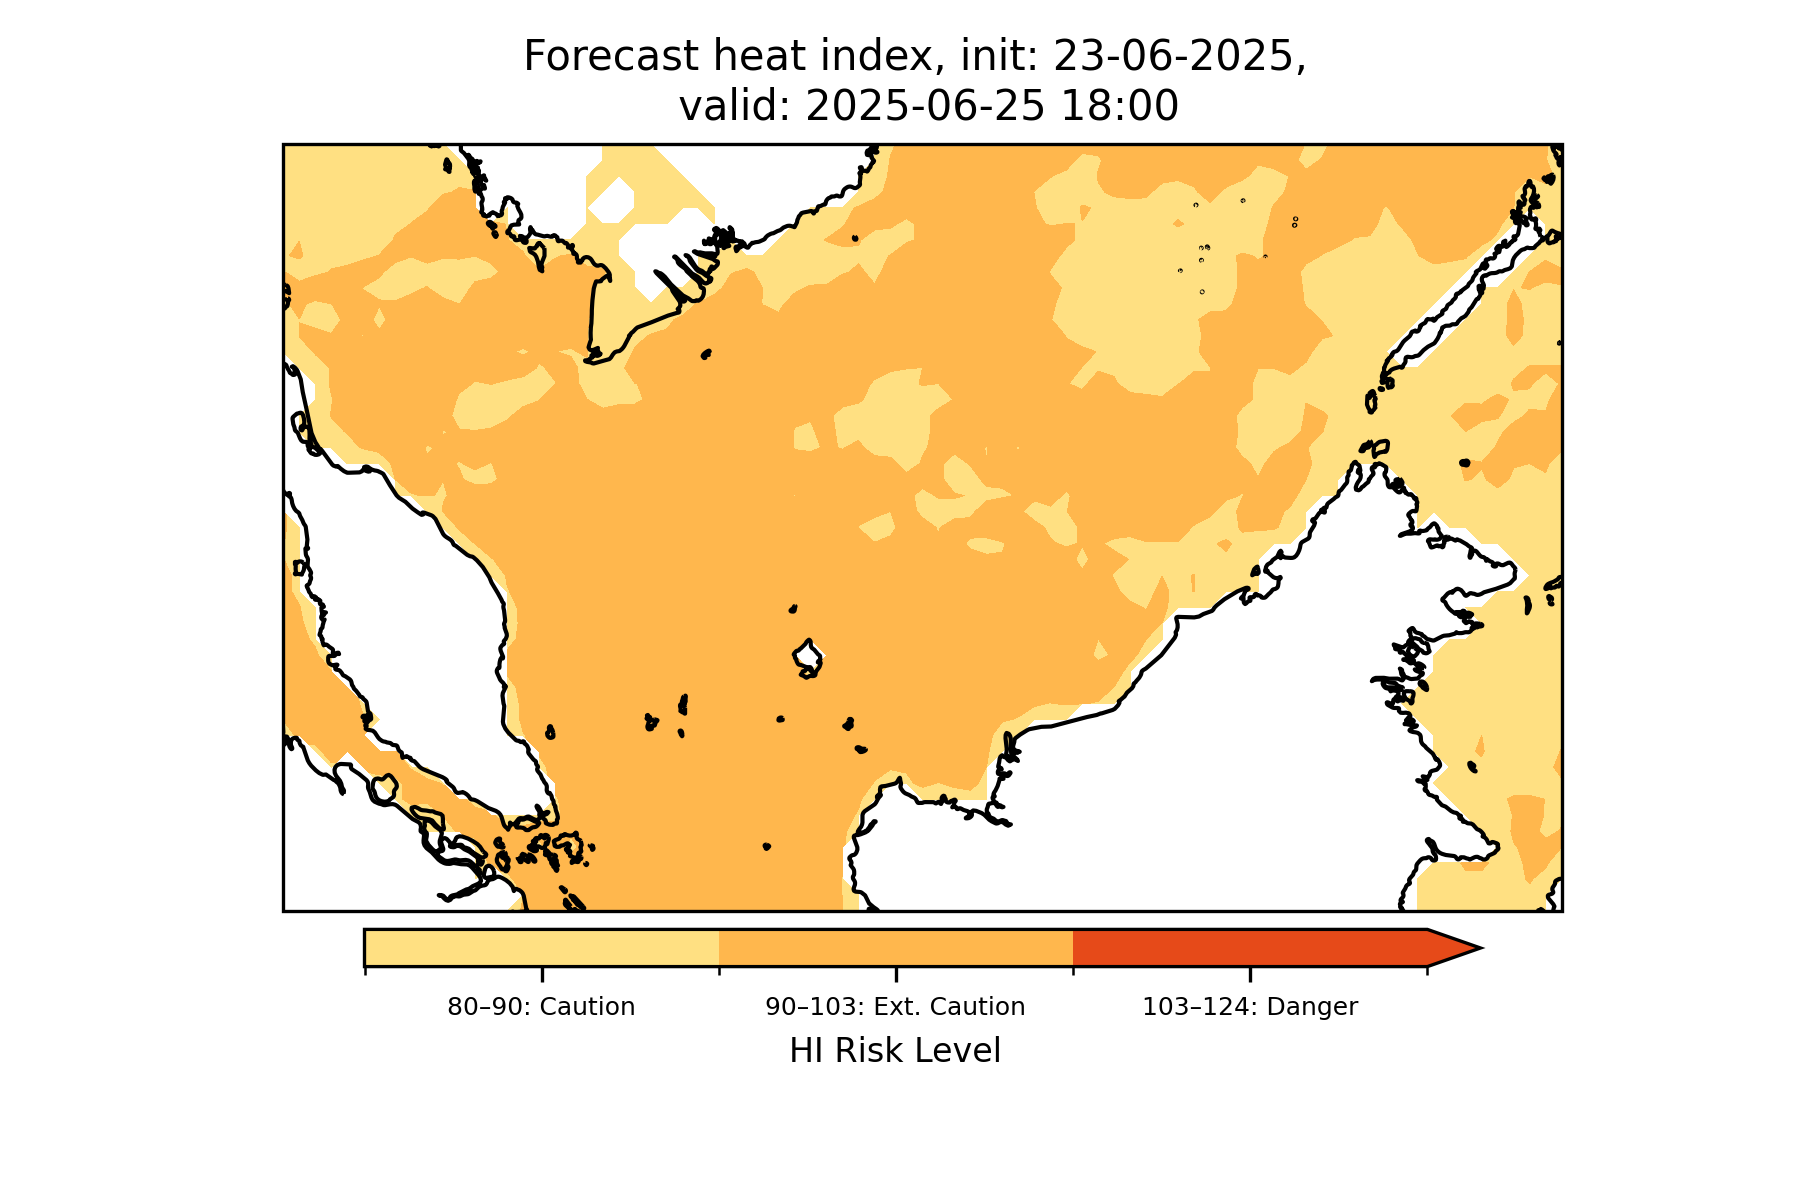 Forecast heat index, init: 23-06-2025,
valid: 2025-06-25 18:00
80–90: Caution
90–103: Ext. Caution
103–124: Danger
HI Risk Level